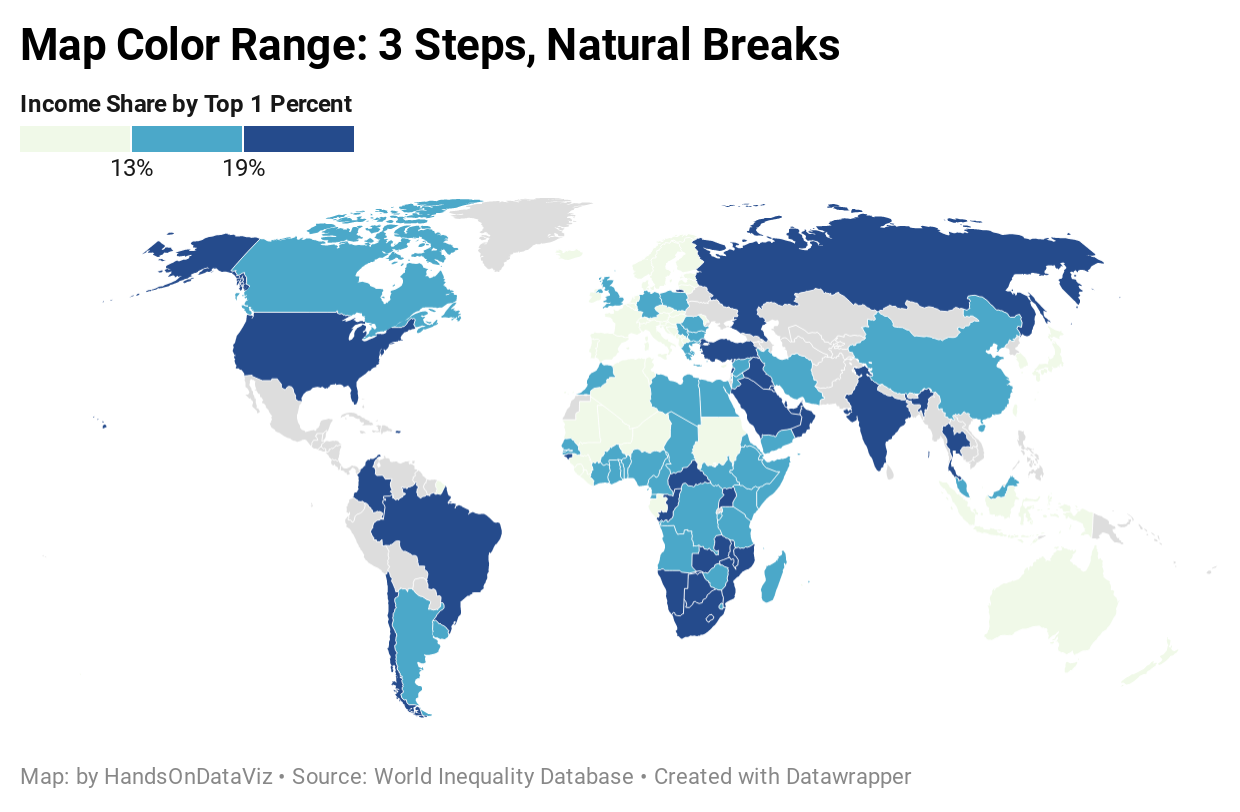 Map Color Range: 3 Steps, Natural Breaks
Income Share by Top 1 Percent
13% 19%
Map: by HandsOnDataViz • Source: World Inequality Database • Created with Datawrapper